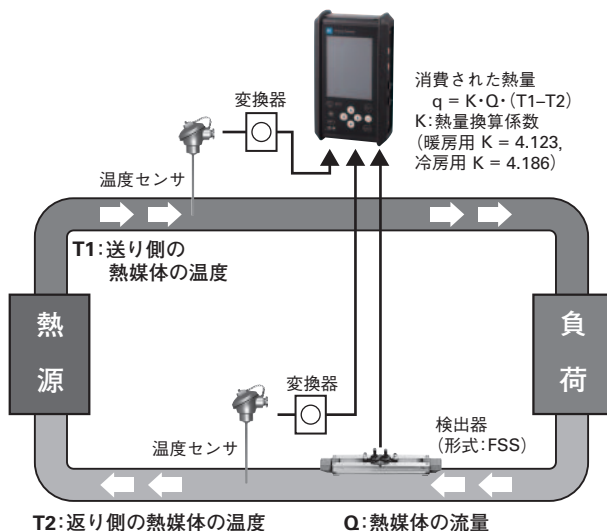 消費された熱量
q = K･Q･(T1–T2)
K:熱量換算係数
(暖房用 K = 4.123,
冷房用 K = 4.186)
変換器
温度センサ
T1:送り側の
熱媒体の温度
熱
源
負
荷
変換器
温度センサ
検出器
(形式:FSS)
T2:返り側の熱媒体の温度
Q:熱媒体の流量